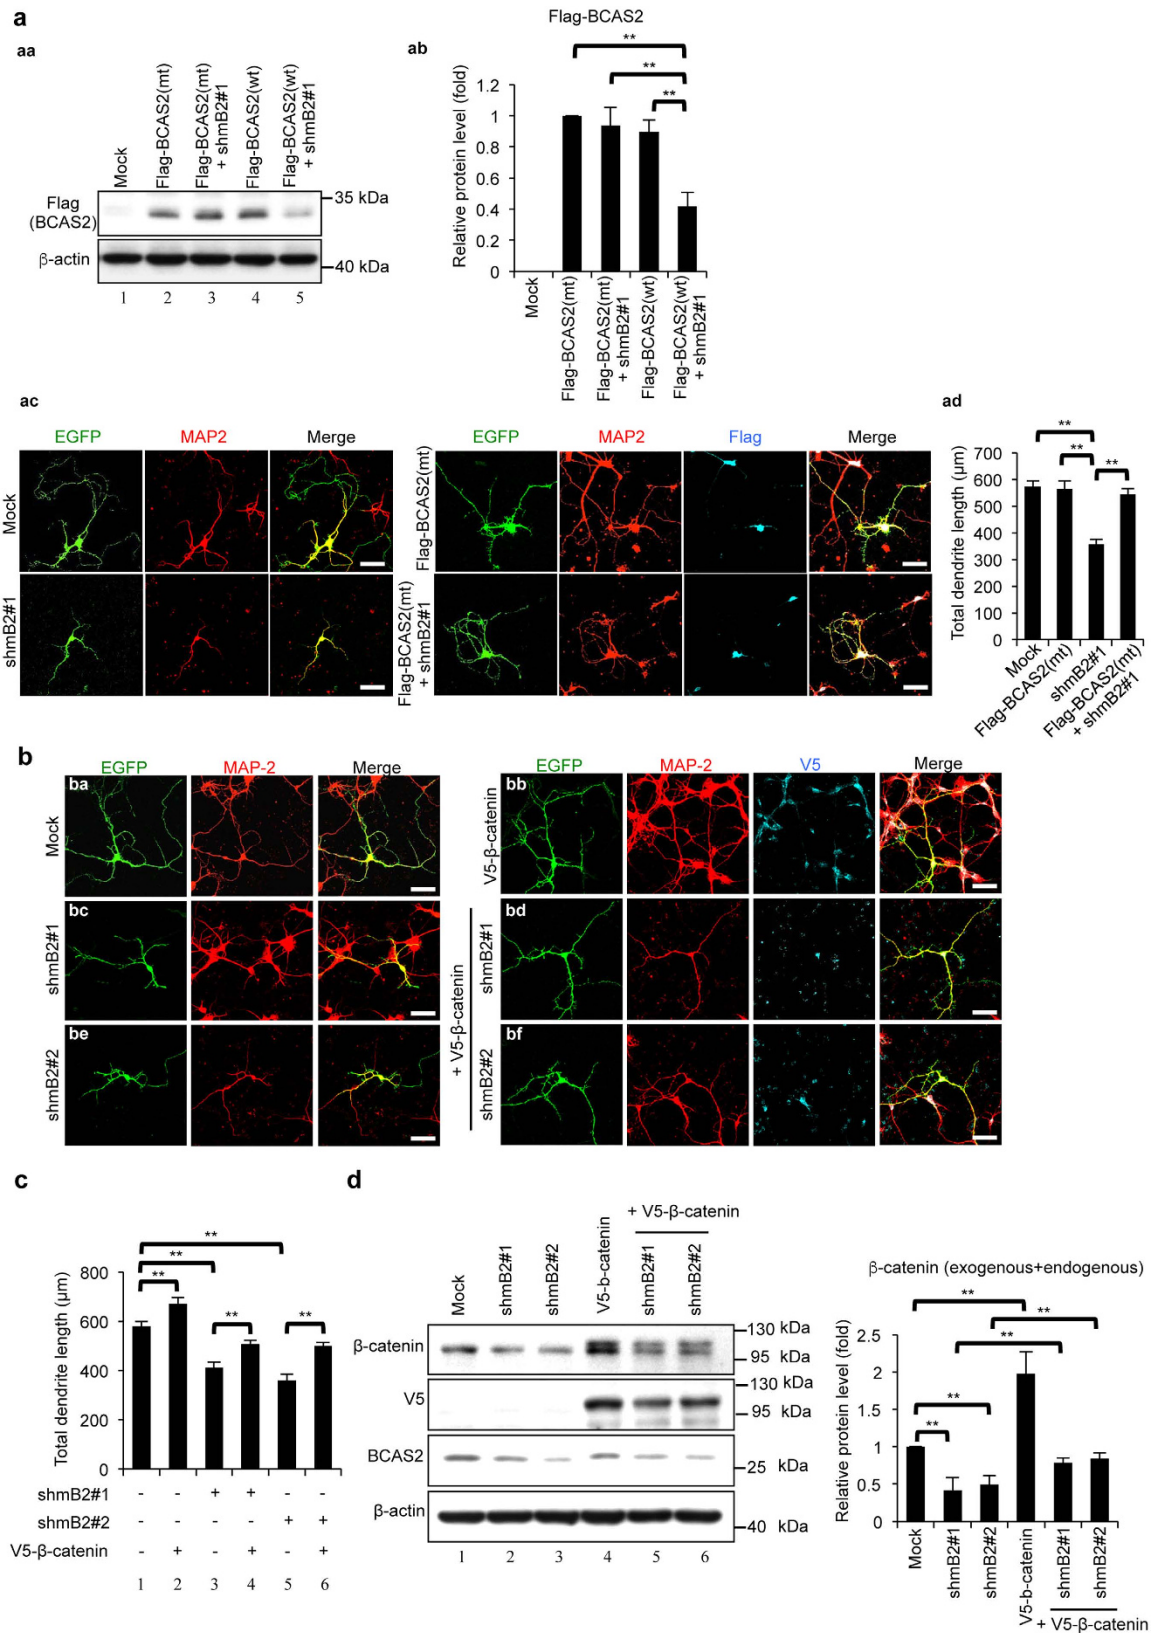 a
Flag-BCAS2
aa
Mock
Flag-BCAS2(mt)
Flag-BCAS2(mt)
+ shmB2#1
Flag-BCAS2(wt)
Flag-BCAS2(wt)
+ shmB2#1
Flag
(BCAS2)
35 kDa
β-actin
40 kDa
1 2 3 4 5
ab
**
**
**
Relative protein level (fold)
1.2
1
0.8
0.6
0.4
0.2
0
Mock
Flag-BCAS2(mt)
Flag-BCAS2(mt)
+ shmB2#1
Flag-BCAS2(wt)
Flag-BCAS2(wt)
+ shmB2#1
ac
EGFP MAP2 Merge
Mock
shmB2#1
EGFP MAP2 Flag Merge
Flag-BCAS2(mt)
Flag-BCAS2(mt)
+ shmB2#1
ad
**
**
**
Total dendrite length (μm)
700
600
500
400
300
200
100
0
Mock
Flag-BCAS2(mt)
shmB2#1
Flag-BCAS2(mt)
+ shmB2#1
b
EGFP MAP-2 Merge
ba
Mock
bc
shmB2#1
be
shmB2#2
EGFP MAP-2 V5 Merge
bb
V5-β-catenin
+ V5-β-catenin
bd
shmB2#1
bf
shmB2#2
c
**
**
**
**
**
Total dendrite length (μm)
800
600
400
200
0
shmB2#1 - - + + - -
shmB2#2 - - - - + +
V5-β-catenin - + - + - +
1 2 3 4 5 6
d
+ V5-β-catenin
Mock
shmB2#1
shmB2#2
V5-b-catenin
shmB2#1
shmB2#2
β-catenin
130 kDa
95 kDa
V5
130 kDa
95 kDa
BCAS2
25 kDa
β-actin
40 kDa
1 2 3 4 5 6
β-catenin (exogenous+endogenous)
**
**
**
**
**
Relative protein level (fold)
2.5
2
1.5
1
0.5
0
Mock
shmB2#1
shmB2#2
V5-b-catenin
shmB2#1
shmB2#2
+ V5-β-catenin